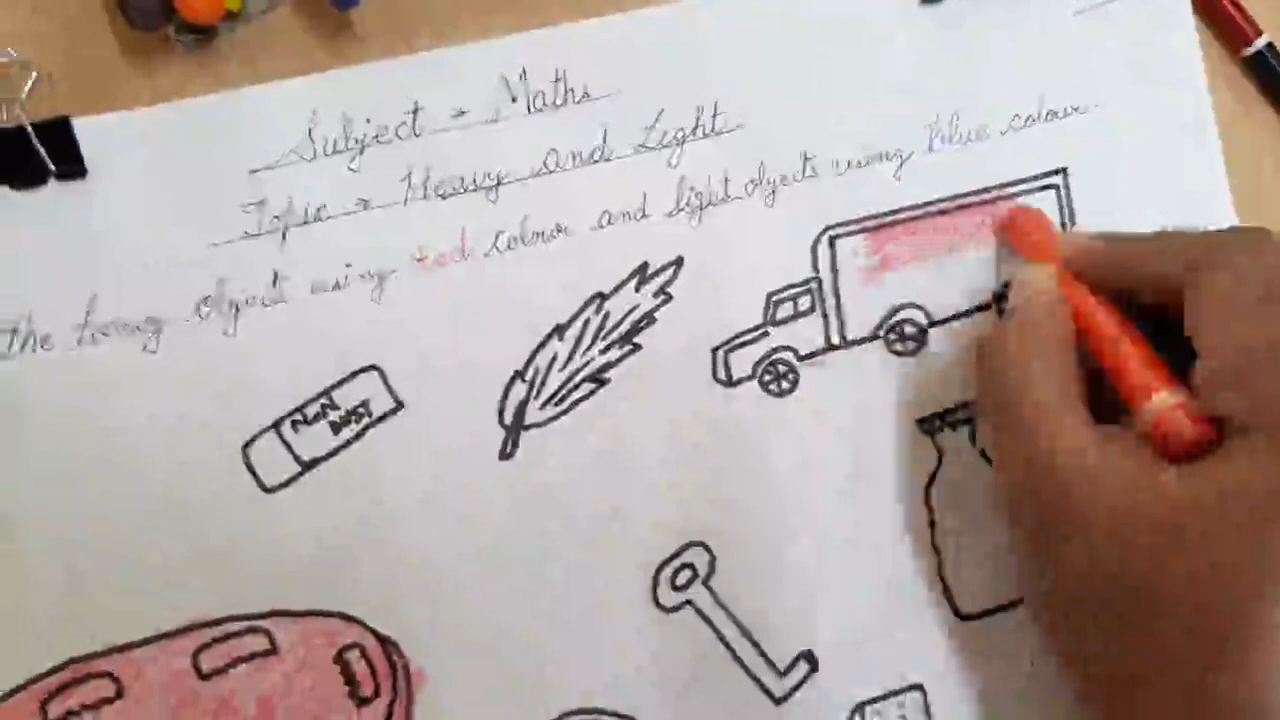 Subject - Maths
Topic - Heavy and Light
The heavy object using red colour and light objects using blue colour.
NON
DUST